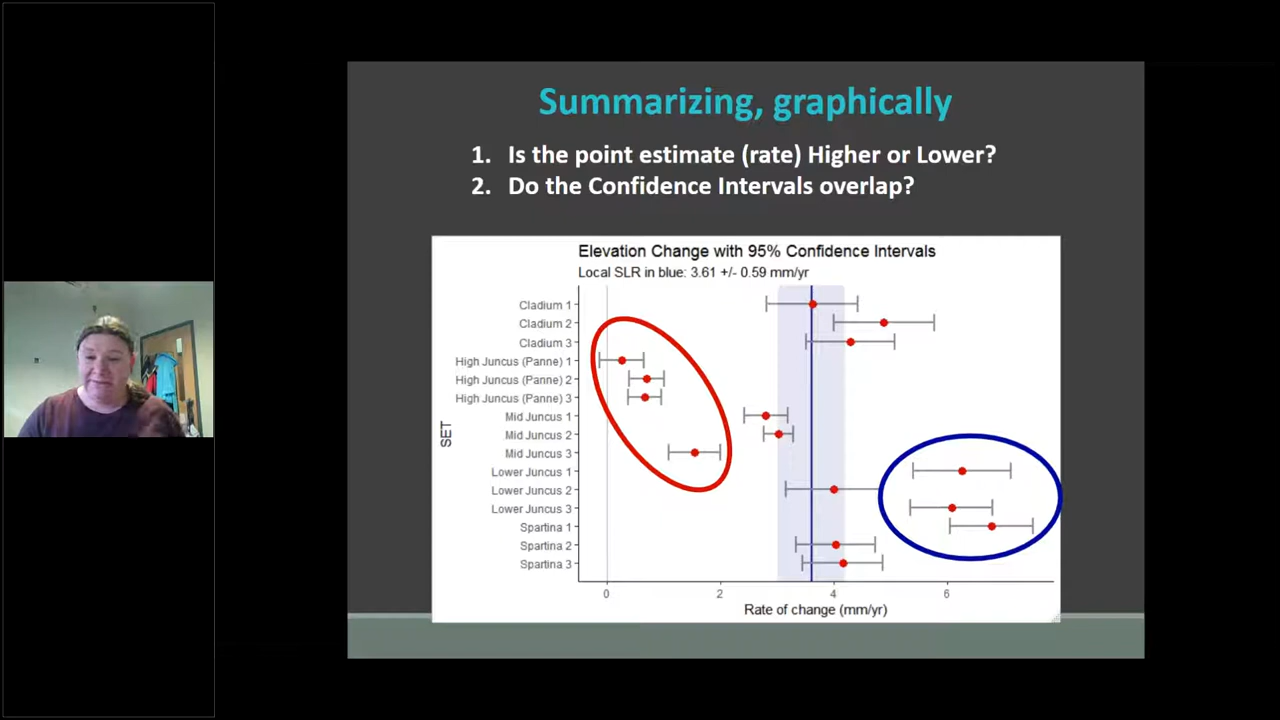 Summarizing, graphically
1. Is the point estimate (rate) Higher or Lower?
2. Do the Confidence Intervals overlap?
Elevation Change with 95% Confidence Intervals
Local SLR in blue: 3.61 +/- 0.59 mm/yr
SET
Cladium 1
Cladium 2
Cladium 3
High Juncus (Panne) 1
High Juncus (Panne) 2
High Juncus (Panne) 3
Mid Juncus 1
Mid Juncus 2
Mid Juncus 3
Lower Juncus 1
Lower Juncus 2
Lower Juncus 3
Spartina 1
Spartina 2
Spartina 3
0 2 4 6
Rate of change (mm/yr)